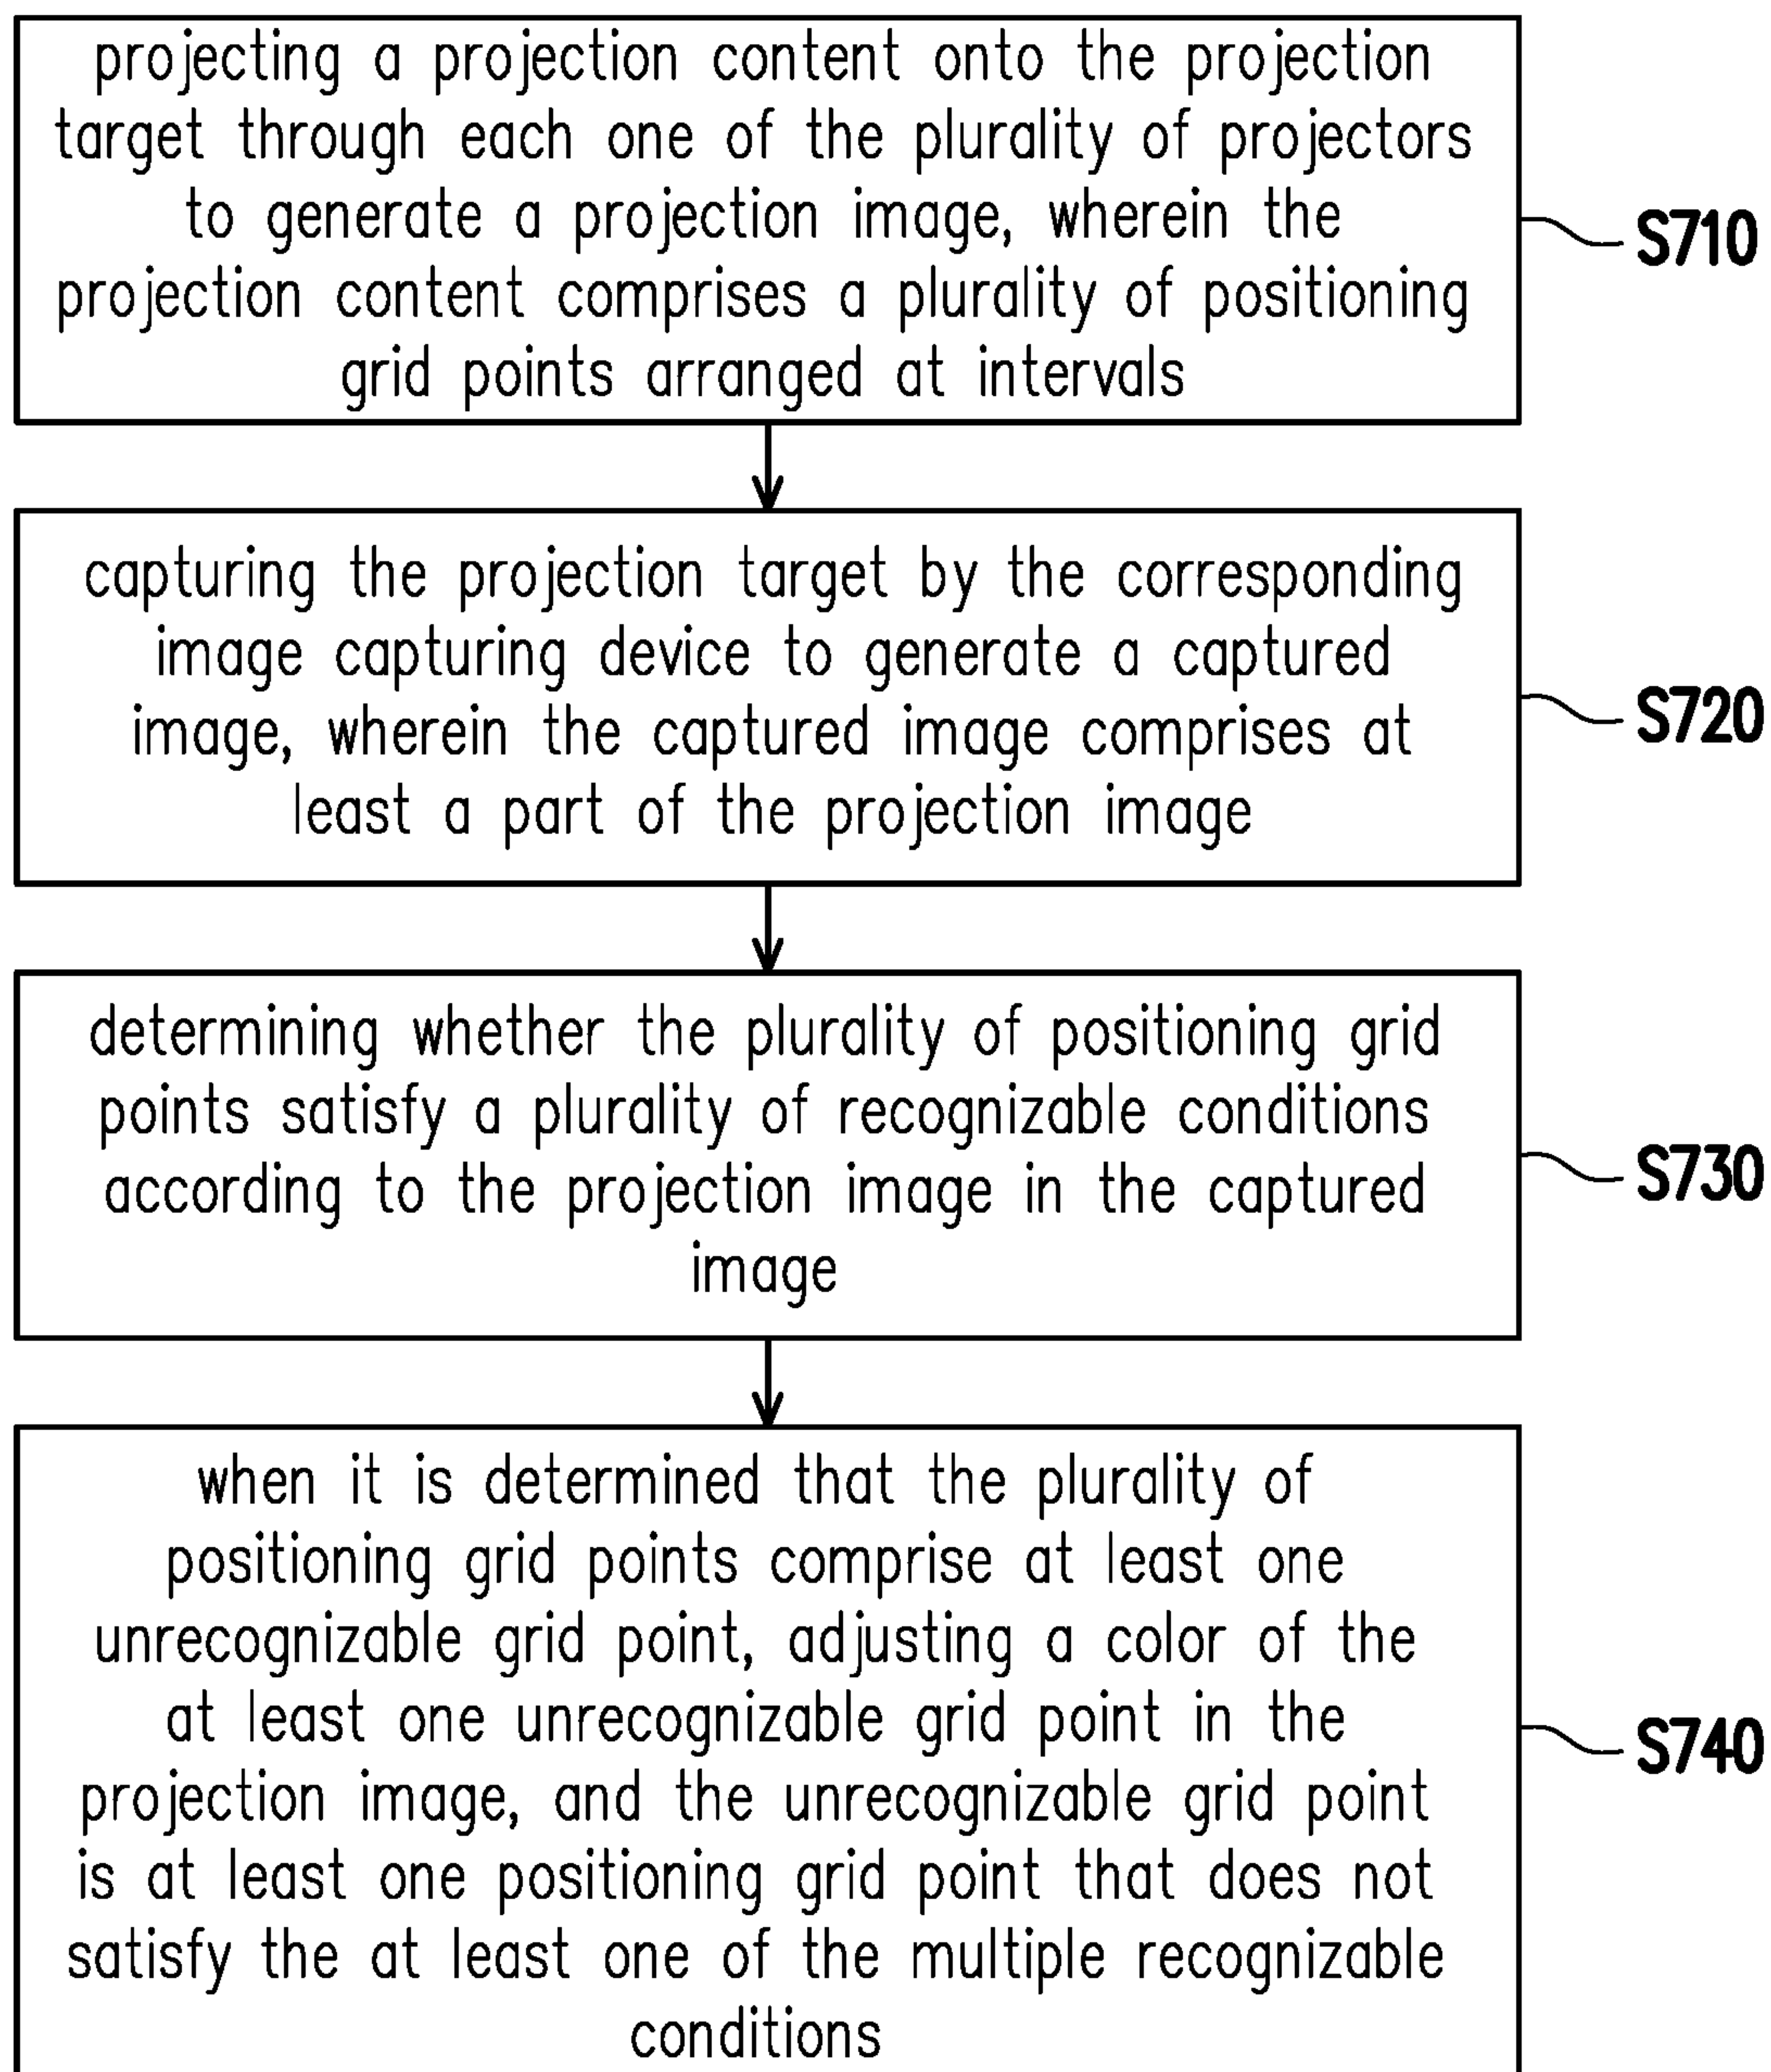 projecting a projection content onto the projection
target through each one of the plurality of projectors
to generate a projection image, wherein the
projection content comprises a plurality of positioning
grid points arranged at intervals
S710
capturing the projection target by the corresponding
image capturing device to generate a captured
image, wherein the captured image comprises at
least a part of the projection image
S720
determining whether the plurality of positioning grid
points satisfy a plurality of recognizable conditions
according to the projection image in the captured
image
S730
when it is determined that the plurality of
positioning grid points comprise at least one
unrecognizable grid point, adjusting a color of the
at least one unrecognizable grid point in the
projection image, and the unrecognizable grid point
is at least one positioning grid point that does not
satisfy the at least one of the multiple recognizable
conditions
S740